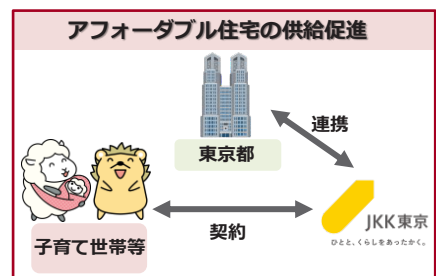 アフォーダブル住宅の供給促進
東京都
連携
JKK東京
ひとと、くらしをあったかく。
契約
子育て世帯等